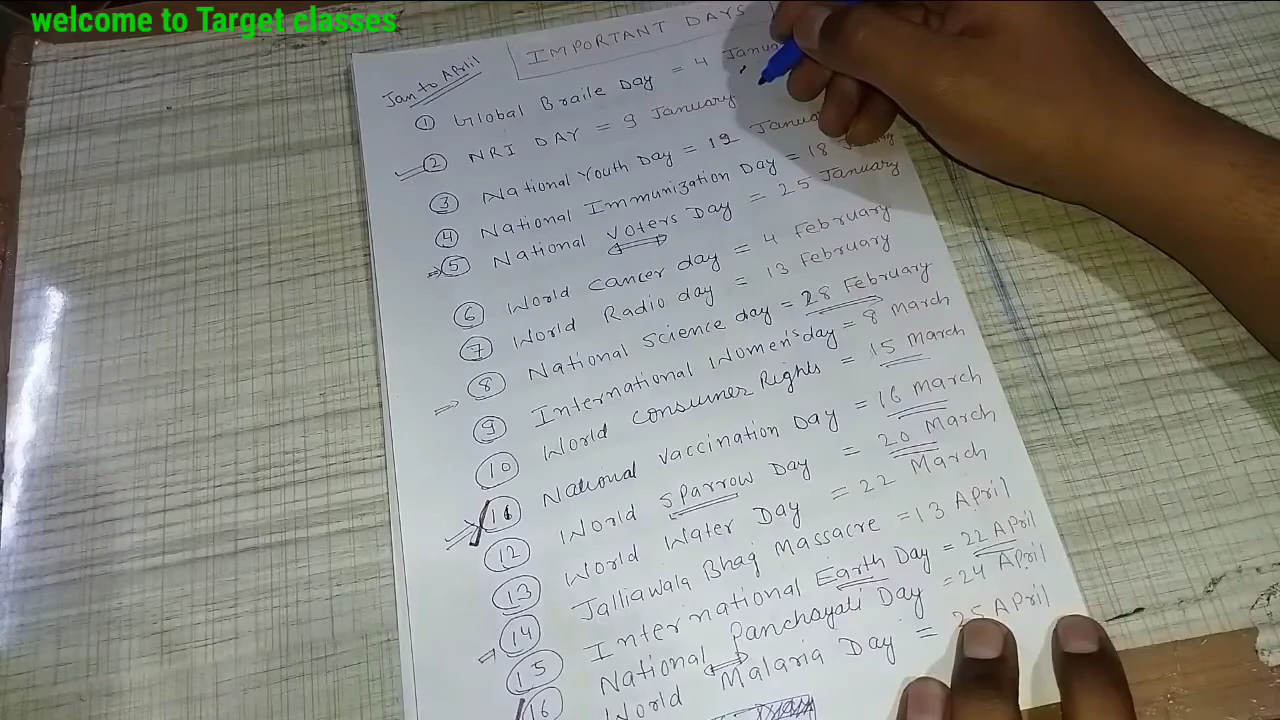 welcome to Target classes
IMPORTANT DAYS
Jan to April
① Global Braile Day = 4 Janua
② NRI DAY = 9 January
③ National Youth Day = 12 Janua
④ National Immunization Day = 18 January
⑤ National Voters Day = 25 January
⑥ World Cancer day = 4 February
⑦ World Radio day = 13 February
⑧ National Science day = 28 February
⑨ International Women's day = 8 March
⑩ World Consumer Rights = 15 March
⑪ National Vaccination Day = 16 March
⑫ World Sparrow Day = 20 March
⑬ World Water Day = 22 March
⑭ Jalliawala Bhag Massacre = 13 April
⑮ International Earth Day = 22 April
⑯ National Panchayati Day = 24 April
World Malaria Day = 25 April